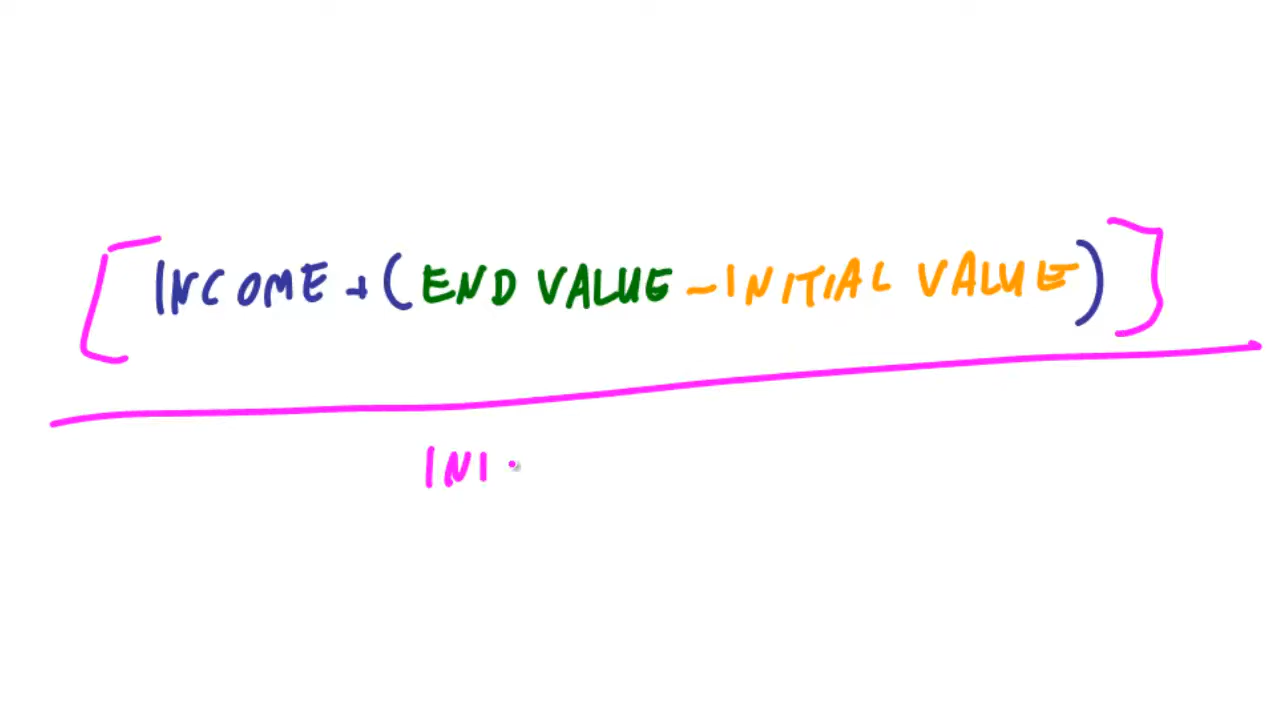 [INCOME + (END VALUE - INITIAL VALUE)]
INI